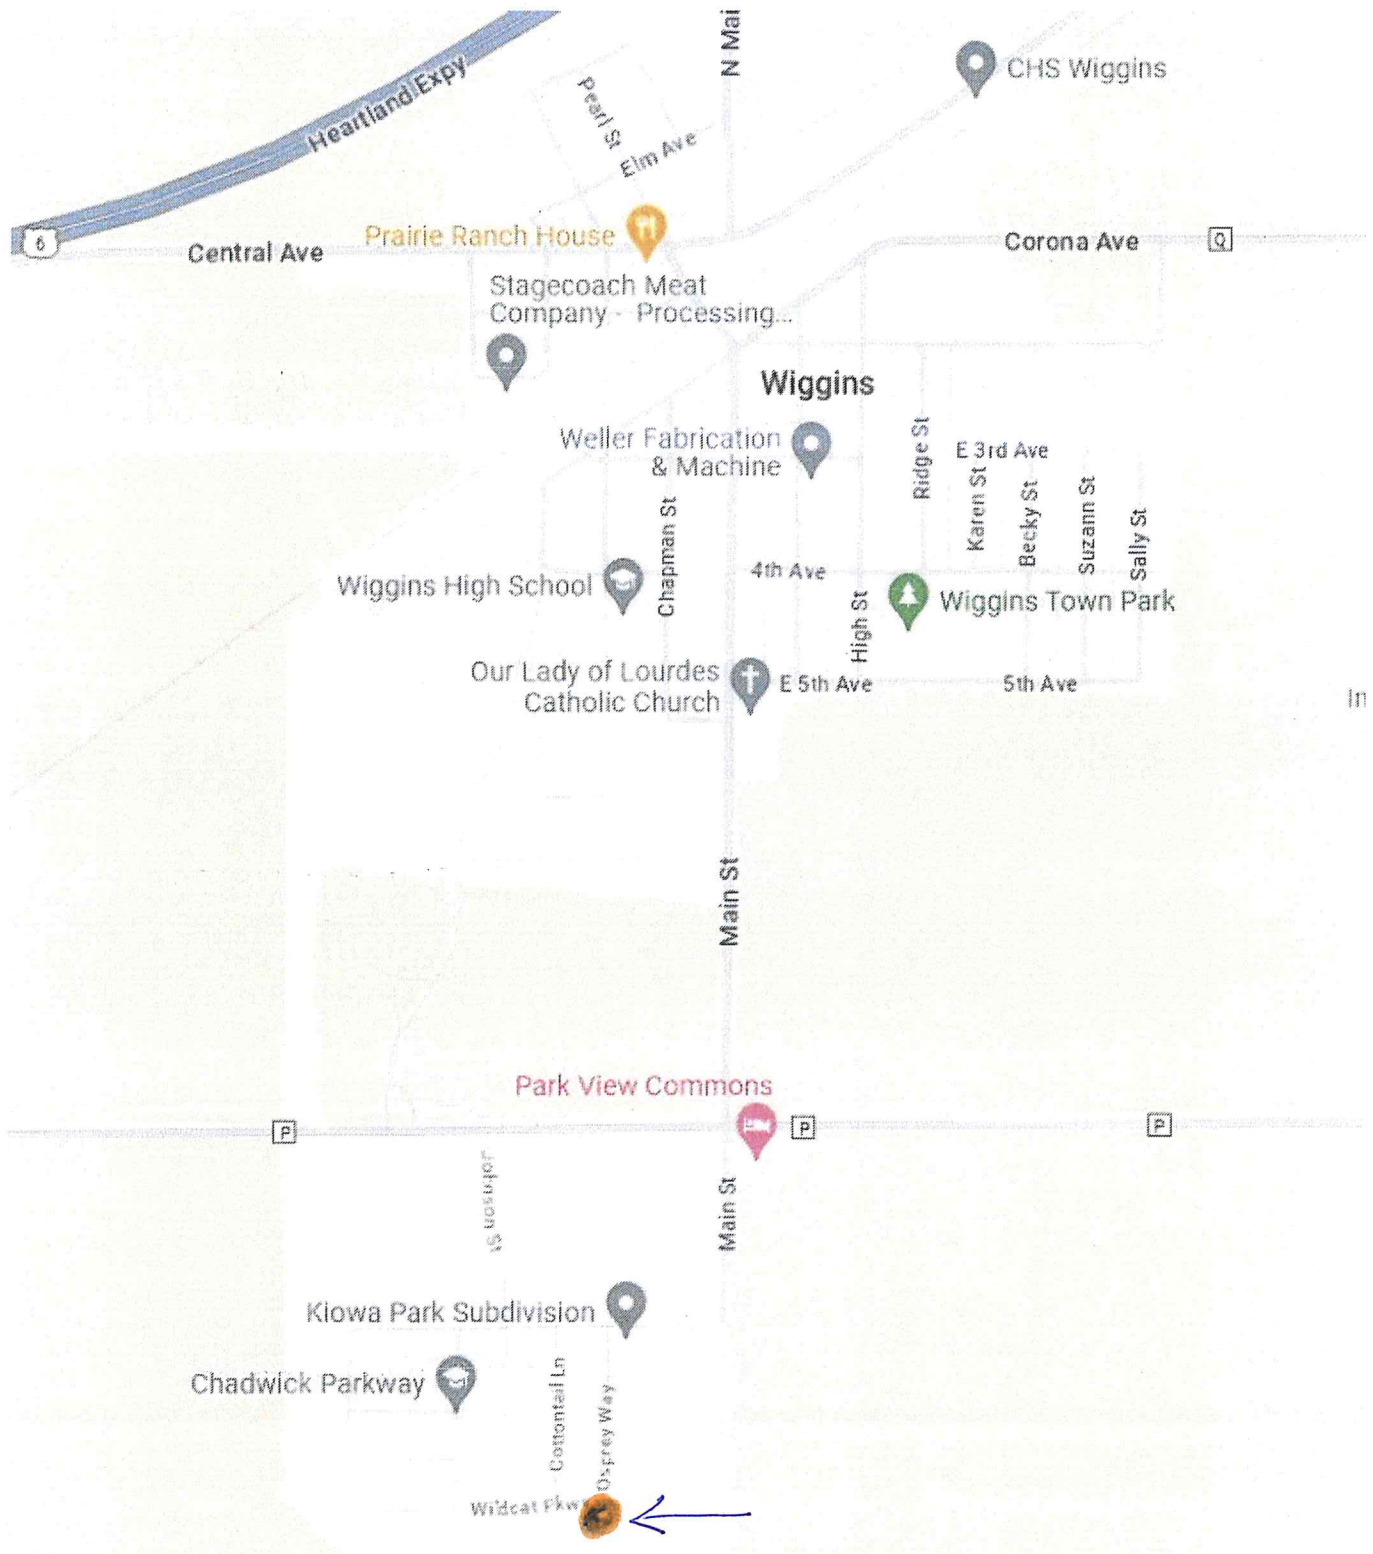 N Mai
CHS Wiggins
Heartland Expy
Pearl St
Elm Ave
6
Central Ave
Prairie Ranch House
Corona Ave
Q
Stagecoach Meat
Company - Processing...
Wiggins
Weller Fabrication
& Machine
Ridge St
E 3rd Ave
Karen St
Becky St
Suzann St
Sally St
Chapman St
4th Ave
Wiggins High School
High St
Wiggins Town Park
Our Lady of Lourdes
Catholic Church
E 5th Ave
5th Ave
In
Main St
Park View Commons
P
P
P
Johnson St
Main St
Kiowa Park Subdivision
Chadwick Parkway
Cottontail Ln
Osprey Way
Wildcat Pkwy